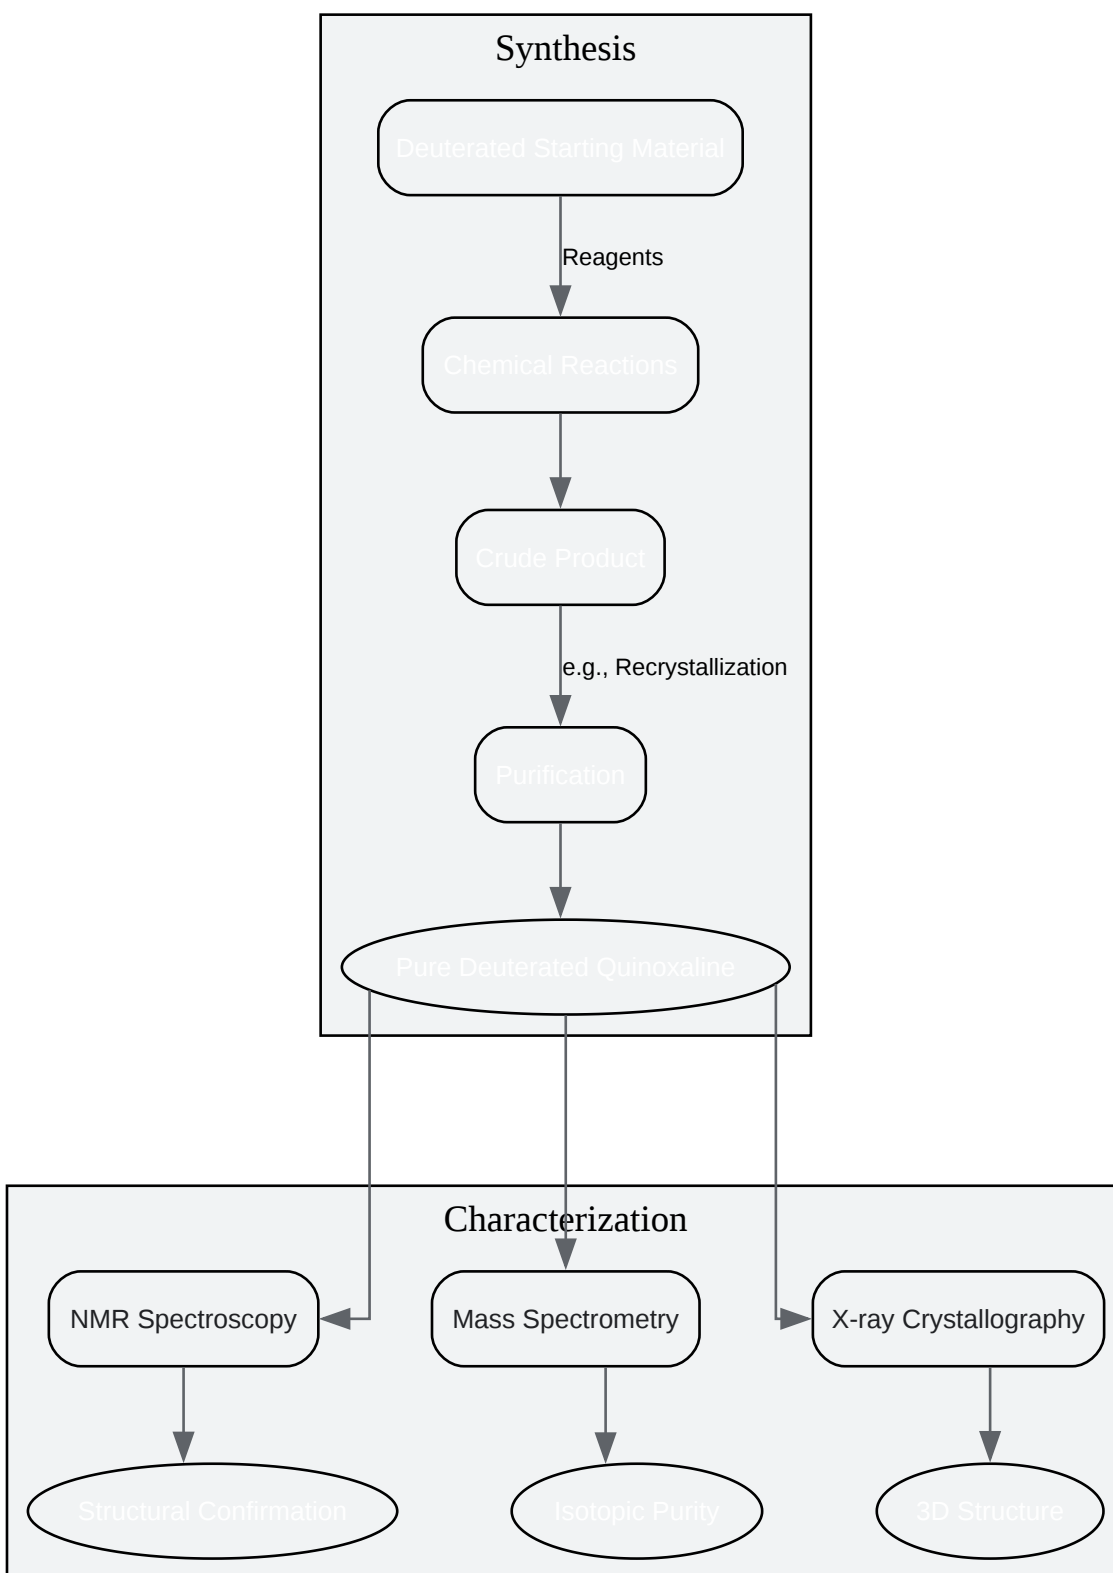 Synthesis
Deuterated Starting Material
Reagents
Chemical Reactions
Crude Product
e.g., Recrystallization
Purification
Pure Deuterated Quinoxaline
Characterization
NMR Spectroscopy
Mass Spectrometry
X-ray Crystallography
Structural Confirmation
Isotopic Purity
3D Structure